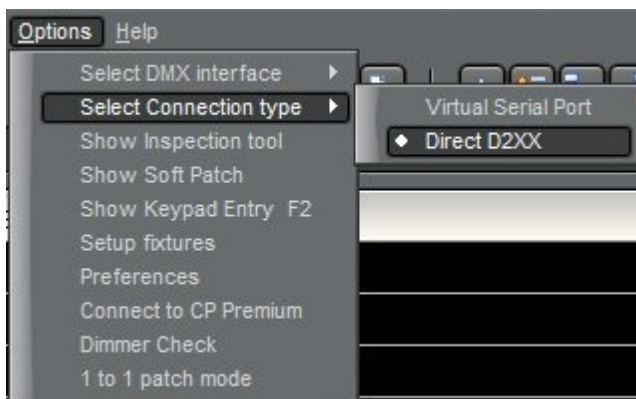 Options Help
Select DMX interface
Select Connection type
Virtual Serial Port
Direct D2XX
Show Inspection tool
Show Soft Patch
Show Keypad Entry F2
Setup fixtures
Preferences
Connect to CP Premium
Dimmer Check
1 to 1 patch mode